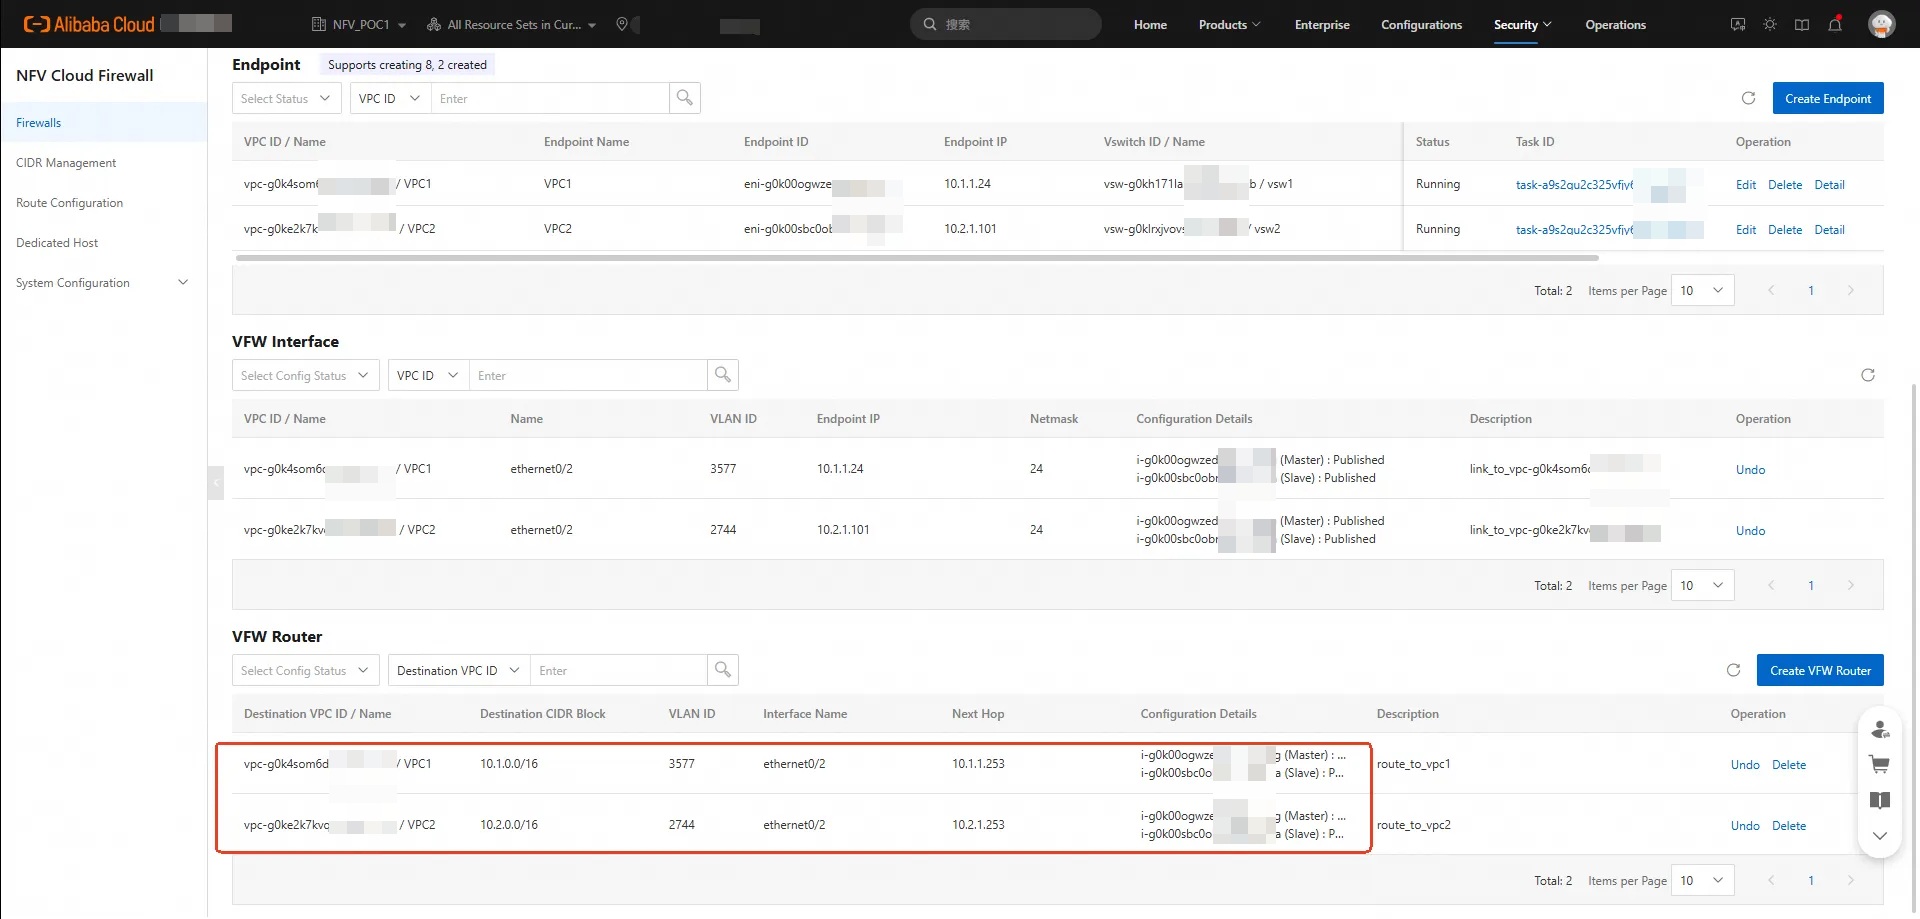 Alibaba Cloud NFV_POC1 All Resource Sets in Cur... 搜索 Home Products Enterprise Configurations Security Operations
NFV Cloud Firewall
Firewalls
CIDR Management
Route Configuration
Dedicated Host
System Configuration
Endpoint Supports creating 8, 2 created
Select Status VPC ID Enter Create Endpoint
VPC ID / Name Endpoint Name Endpoint ID Endpoint IP Vswitch ID / Name Status Task ID Operation
/ VPC1 VPC1 eni-g0k00ogwze 10.1.1.24 vsw-g0kh171la b / vsw1 Running task-a9s2qu2c325vfjy6 Edit Delete Detail
vpc-g0ke2k7k / VPC2 VPC2 eni-g0k00sbc0ob 10.2.1.101 / vsw2 Running task-a9s2qu2c325vfjy6 Edit Delete Detail
Total: 2 Items per Page 10 1
VFW Interface
Select Config Status VPC ID Enter
VPC ID / Name Name VLAN ID Endpoint IP Netmask Configuration Details Description Operation
vpc-g0k4som6 / VPC1 ethernet0/2 3577 10.1.1.24 24 i-g0k00ogwzed (Master) : Published link_to_vpc-g0k4som6 Undo
i-g0k00sbc0ob (Slave) : Published
vpc-g0ke2k7kv / VPC2 ethernet0/2 2744 10.2.1.101 24 i-g0k00ogwzed (Master) : Published link_to_vpc-g0ke2k7kv Undo
i-g0k00sbc0ob (Slave) : Published
Total: 2 Items per Page 10 1
VFW Router
Select Config Status Destination VPC ID Enter Create VFW Router
Destination VPC ID / Name Destination CIDR Block VLAN ID Interface Name Next Hop Configuration Details Description Operation
vpc-g0k4som6d / VPC1 10.1.0.0/16 3577 ethernet0/2 10.1.1.253 i-g0k00ogwze g (Master) : ... route_to_vpc1 Undo Delete
i-g0k00sbc0o a (Slave) : P...
vpc-g0ke2k7kvq / VPC2 10.2.0.0/16 2744 ethernet0/2 10.2.1.253 i-g0k00ogwze g (Master) : ... route_to_vpc2 Undo Delete
i-g0k00sbc0o a (Slave) : P...
Total: 2 Items per Page 10 1